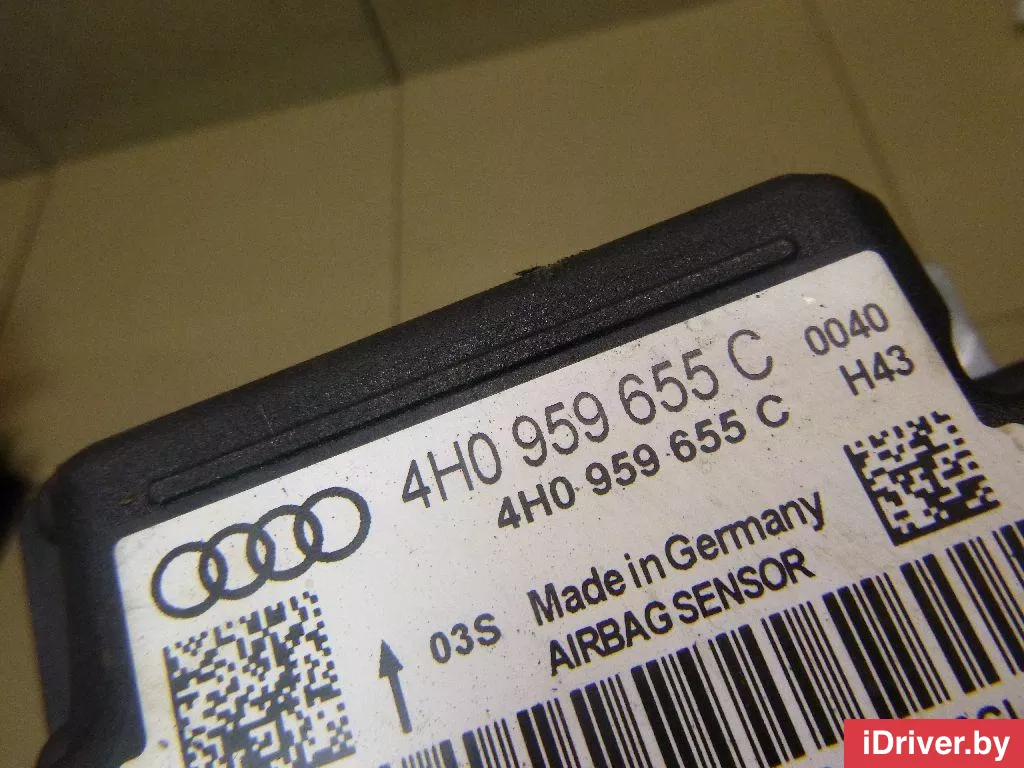 4H0 959 655 C 0040
4H0 959 655 C H43
03S Made in Germany
AIRBAG SENSOR
iDriver.by